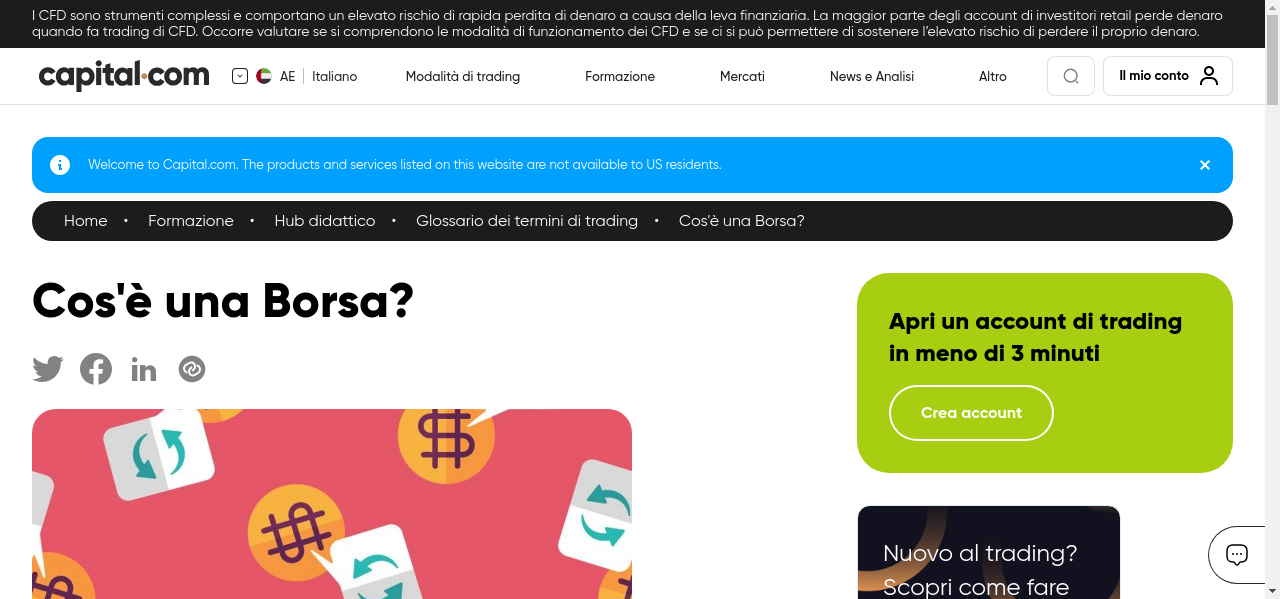 I CFD sono strumenti complessi e comportano un elevato rischio di rapida perdita di denaro a causa della leva finanziaria. La maggior parte degli account di investitori retail perde denaro
quando fa trading di CFD. Occorre valutare se si comprendono le modalità di funzionamento dei CFD e se ci si può permettere di sostenere l’elevato rischio di perdere il proprio denaro.
capital.com
AE Italiano
Modalità di trading
Formazione
Mercati
News e Analisi
Altro
Il mio conto
Welcome to Capital.com. The products and services listed on this website are not available to US residents.
Home • Formazione • Hub didattico • Glossario dei termini di trading • Cos'è una Borsa?
Cos'è una Borsa?
Apri un account di trading
in meno di 3 minuti
Crea account
Nuovo al trading?
Scopri come fare